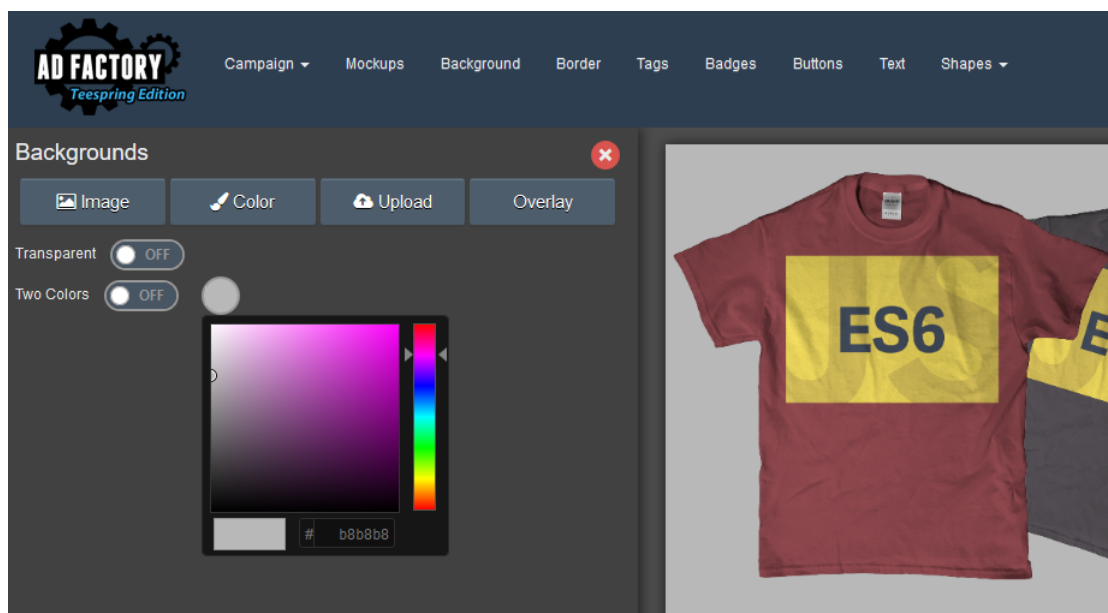 AD FACTORY
Teespring Edition
Campaign Mockups Background Border Tags Badges Buttons Text Shapes
Backgrounds
Image Color Upload Overlay
Transparent OFF
Two Colors OFF
# b8b8b8
JS
ES6
E